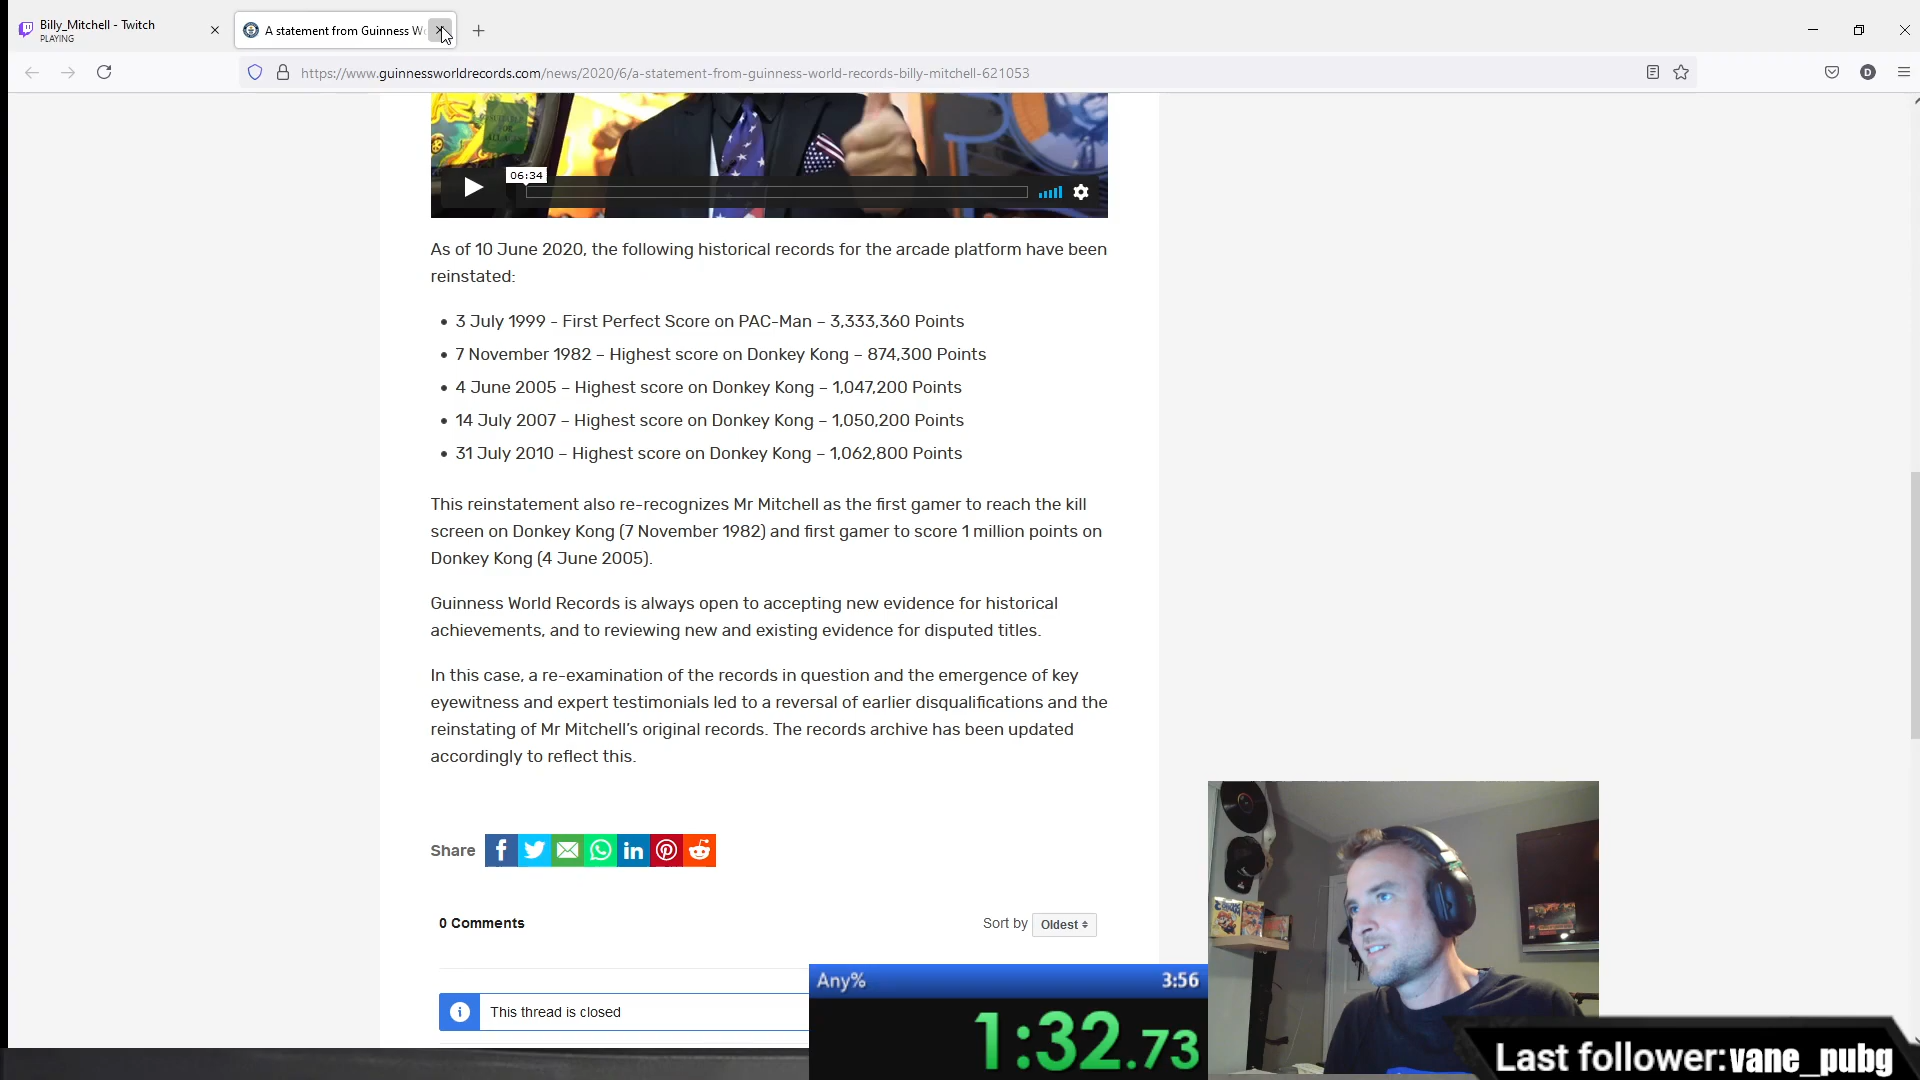 Billy_Mitchell - Twitch
PLAYING
A statement from Guinness W
https://www.guinnessworldrecords.com/news/2020/6/a-statement-from-guinness-world-records-billy-mitchell-621053
D
06:34
As of 10 June 2020, the following historical records for the arcade platform have been
reinstated:
• 3 July 1999 - First Perfect Score on PAC-Man – 3,333,360 Points
• 7 November 1982 – Highest score on Donkey Kong – 874,300 Points
• 4 June 2005 – Highest score on Donkey Kong – 1,047,200 Points
• 14 July 2007 – Highest score on Donkey Kong – 1,050,200 Points
• 31 July 2010 – Highest score on Donkey Kong – 1,062,800 Points
This reinstatement also re-recognizes Mr Mitchell as the first gamer to reach the kill
screen on Donkey Kong (7 November 1982) and first gamer to score 1 million points on
Donkey Kong (4 June 2005).
Guinness World Records is always open to accepting new evidence for historical
achievements, and to reviewing new and existing evidence for disputed titles.
In this case, a re-examination of the records in question and the emergence of key
eyewitness and expert testimonials led to a reversal of earlier disqualifications and the
reinstating of Mr Mitchell’s original records. The records archive has been updated
accordingly to reflect this.
Share
0 Comments
Sort by Oldest
This thread is closed
Any% 3:56
1:32.73
Last follower:vane_pubg